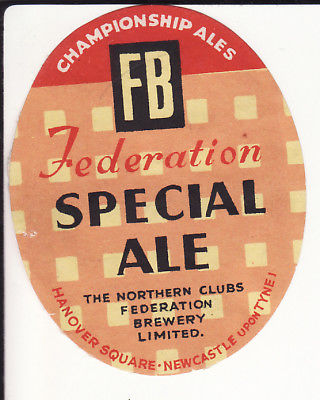 CHAMPIONSHIP ALES
FB
Federation
SPECIAL
ALE
THE NORTHERN CLUBS
FEDERATION
BREWERY
LIMITED.
HANOVER SQUARE · NEWCASTLE UPON TYNE 1